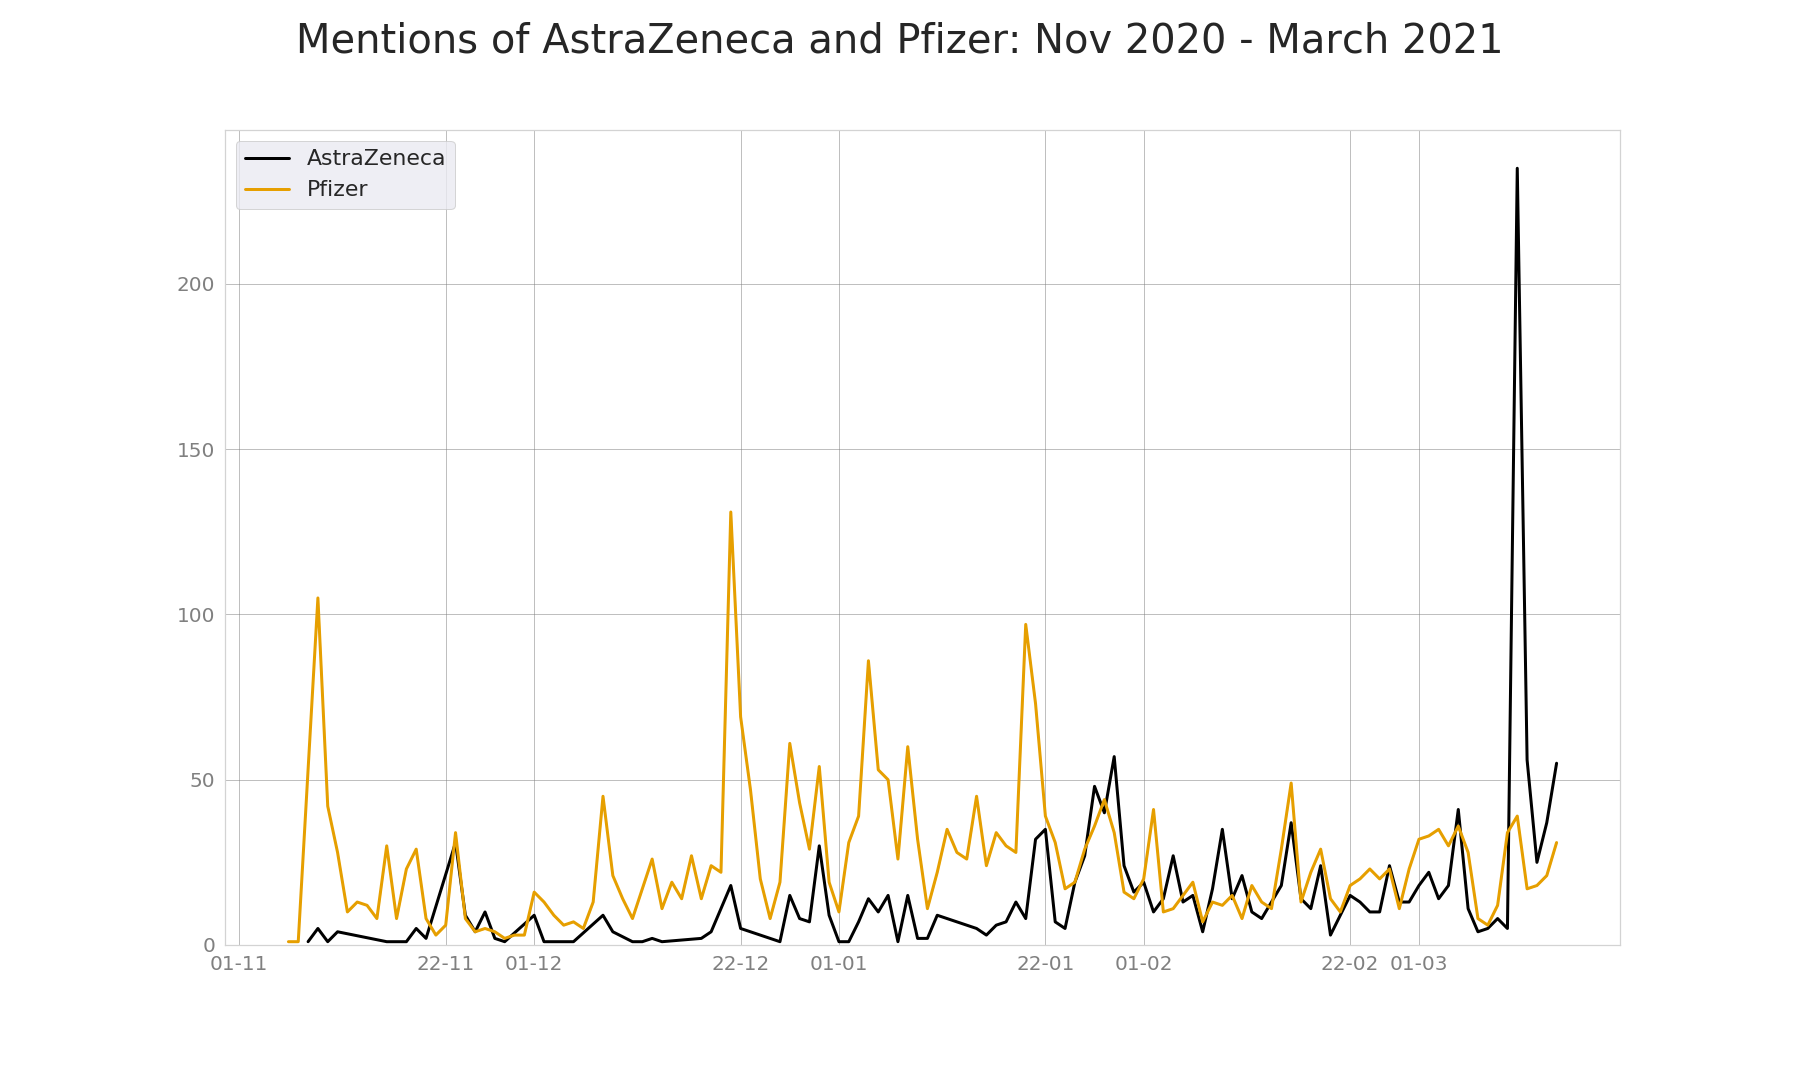 Mentions of AstraZeneca and Pfizer: Nov 2020 - March 2021
AstraZeneca
Pfizer
200
150
100
50
0
01-11 22-11 01-12 22-12 01-01 22-01 01-02 22-02 01-03